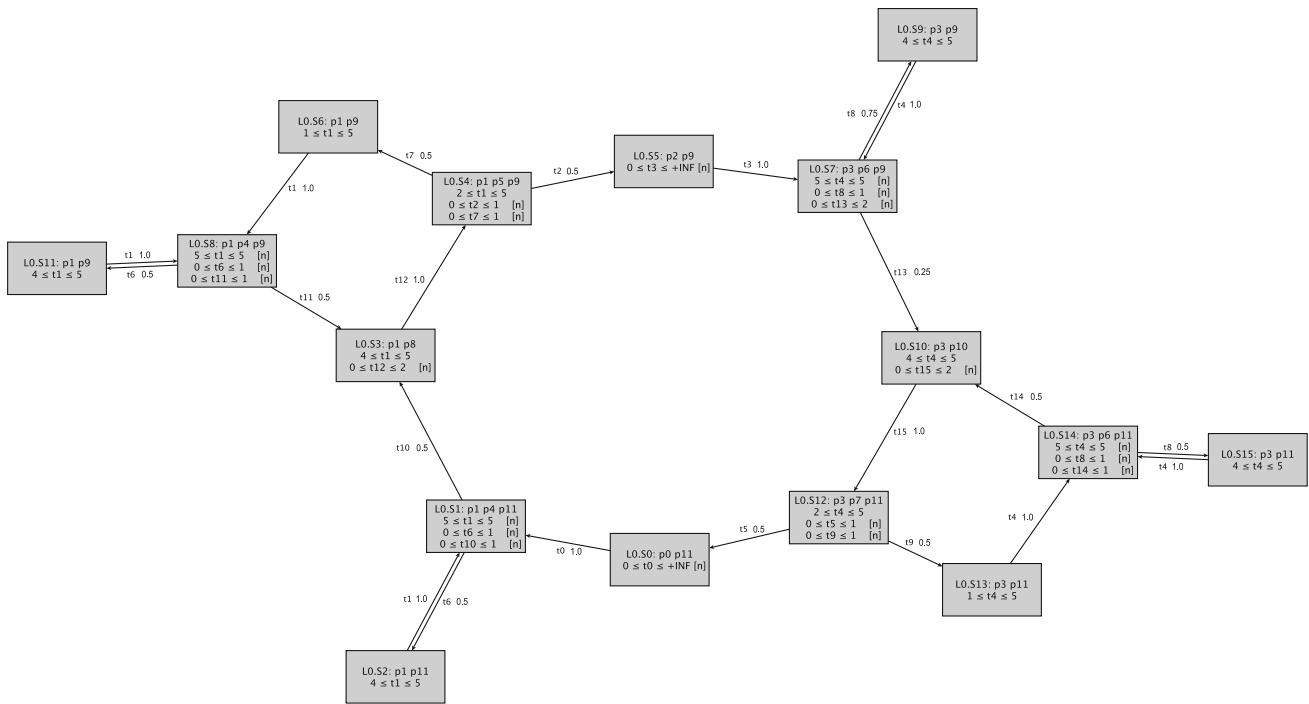 L0.S9: p3 p9
4 ≤ t4 ≤ 5
t8 0.75
t4 1.0
L0.S6: p1 p9
1 ≤ t1 ≤ 5
t7 0.5
t2 0.5
L0.S5: p2 p9
0 ≤ t3 ≤ +INF [n]
t3 1.0
L0.S7: p3 p6 p9
5 ≤ t4 ≤ 5 [n]
0 ≤ t8 ≤ 1 [n]
0 ≤ t13 ≤ 2 [n]
L0.S4: p1 p5 p9
2 ≤ t1 ≤ 5
0 ≤ t2 ≤ 1 [n]
0 ≤ t7 ≤ 1 [n]
t1 1.0
L0.S11: p1 p9
4 ≤ t1 ≤ 5
t1 1.0
t6 0.5
L0.S8: p1 p4 p9
5 ≤ t1 ≤ 5 [n]
0 ≤ t6 ≤ 1 [n]
0 ≤ t11 ≤ 1 [n]
t12 1.0
t13 0.25
t11 0.5
L0.S3: p1 p8
4 ≤ t1 ≤ 5
0 ≤ t12 ≤ 2 [n]
L0.S10: p3 p10
4 ≤ t4 ≤ 5
0 ≤ t15 ≤ 2 [n]
t14 0.5
t10 0.5
t15 1.0
L0.S14: p3 p6 p11
5 ≤ t4 ≤ 5 [n]
0 ≤ t8 ≤ 1 [n]
0 ≤ t14 ≤ 1 [n]
t8 0.5
t4 1.0
L0.S15: p3 p11
4 ≤ t4 ≤ 5
L0.S1: p1 p4 p11
5 ≤ t1 ≤ 5 [n]
0 ≤ t6 ≤ 1 [n]
0 ≤ t10 ≤ 1 [n]
t0 1.0
L0.S0: p0 p11
0 ≤ t0 ≤ +INF [n]
t5 0.5
L0.S12: p3 p7 p11
2 ≤ t4 ≤ 5
0 ≤ t5 ≤ 1 [n]
0 ≤ t9 ≤ 1 [n]
t9 0.5
t4 1.0
L0.S13: p3 p11
1 ≤ t4 ≤ 5
t1 1.0
t6 0.5
L0.S2: p1 p11
4 ≤ t1 ≤ 5